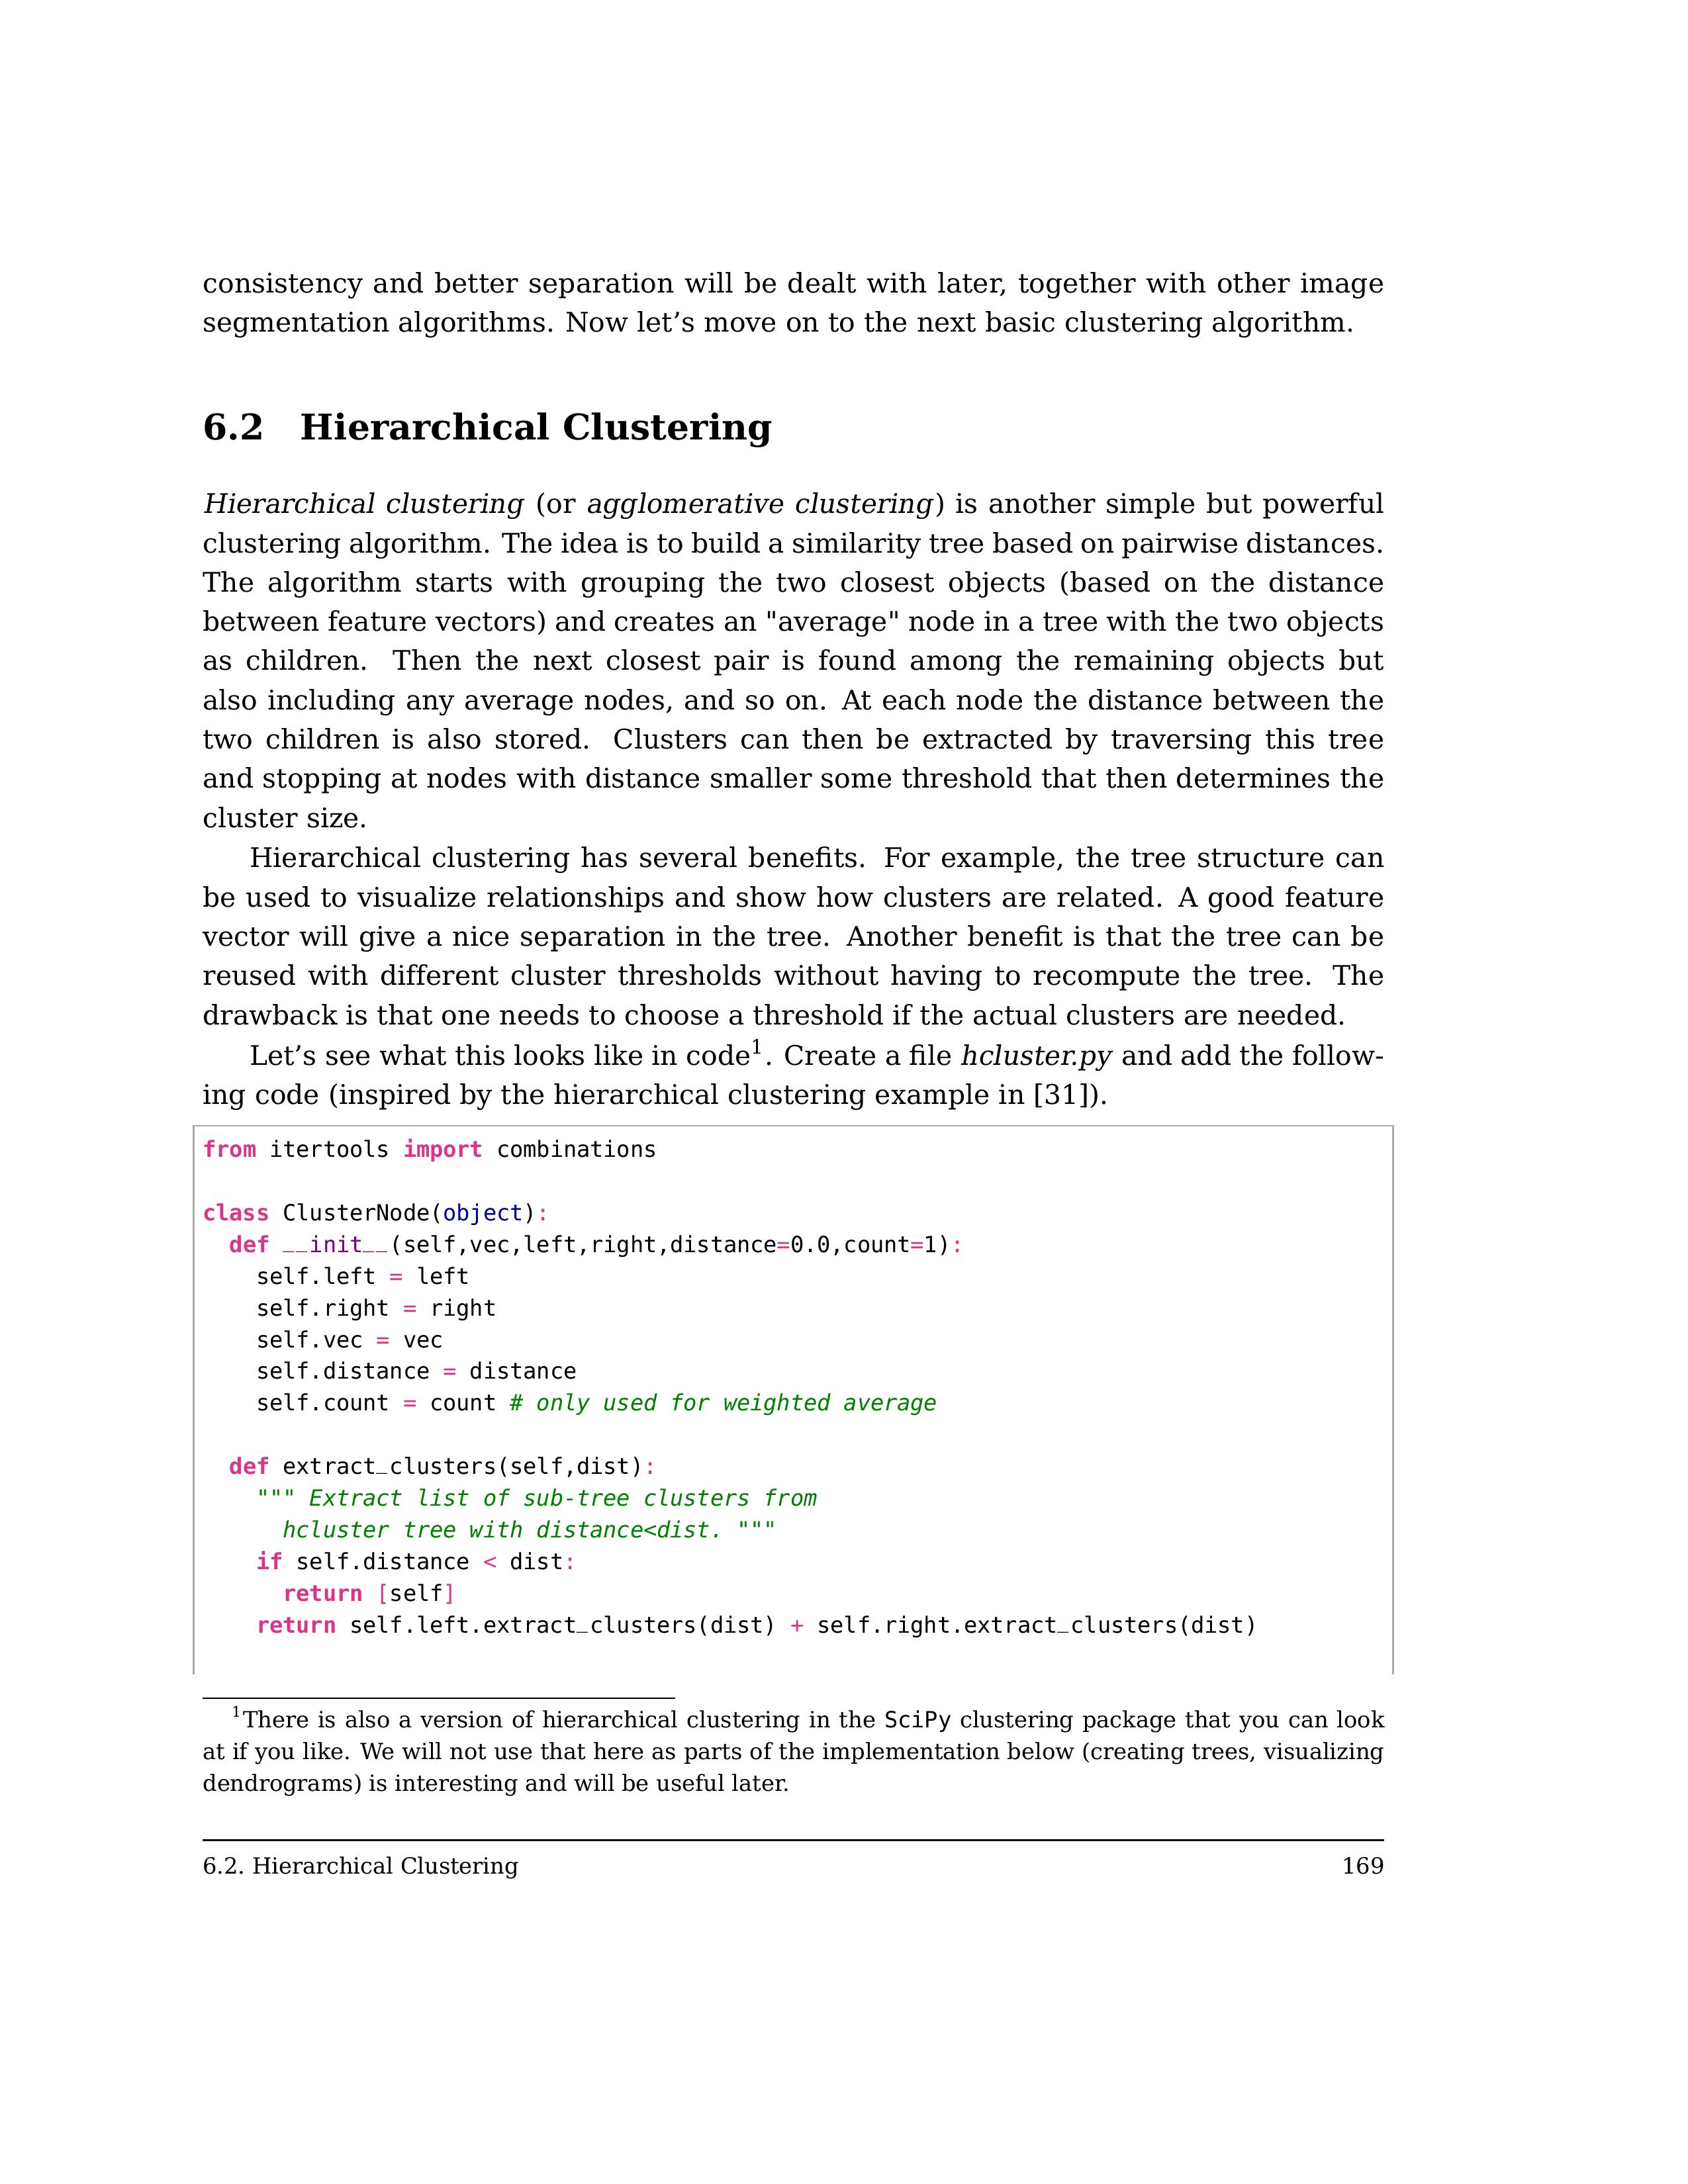 consistency and better separation will be dealt with later, together with other image
segmentation algorithms. Now let’s move on to the next basic clustering algorithm.
6.2 Hierarchical Clustering
Hierarchical clustering (or agglomerative clustering) is another simple but powerful
clustering algorithm. The idea is to build a similarity tree based on pairwise distances.
The algorithm starts with grouping the two closest objects (based on the distance
between feature vectors) and creates an "average" node in a tree with the two objects
as children. Then the next closest pair is found among the remaining objects but
also including any average nodes, and so on. At each node the distance between the
two children is also stored. Clusters can then be extracted by traversing this tree
and stopping at nodes with distance smaller some threshold that then determines the
cluster size.
Hierarchical clustering has several benefits. For example, the tree structure can
be used to visualize relationships and show how clusters are related. A good feature
vector will give a nice separation in the tree. Another benefit is that the tree can be
reused with different cluster thresholds without having to recompute the tree. The
drawback is that one needs to choose a threshold if the actual clusters are needed.
Let’s see what this looks like in code1. Create a file hcluster.py and add the follow-
ing code (inspired by the hierarchical clustering example in [31]).
from itertools import combinations
class ClusterNode(object):
  def __init__(self,vec,left,right,distance=0.0,count=1):
    self.left = left
    self.right = right
    self.vec = vec
    self.distance = distance
    self.count = count # only used for weighted average
  def extract_clusters(self,dist):
    """ Extract list of sub-tree clusters from
      hcluster tree with distance<dist. """
    if self.distance < dist:
      return [self]
    return self.left.extract_clusters(dist) + self.right.extract_clusters(dist)
1There is also a version of hierarchical clustering in the SciPy clustering package that you can look
at if you like. We will not use that here as parts of the implementation below (creating trees, visualizing
dendrograms) is interesting and will be useful later.
6.2. Hierarchical Clustering 169